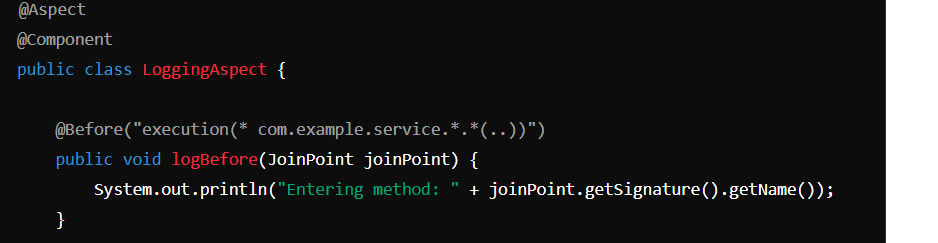 @Aspect
@Component
public class LoggingAspect {
@Before("execution(* com.example.service.*.*(..))")
public void logBefore(JoinPoint joinPoint) {
System.out.println("Entering method: " + joinPoint.getSignature().getName());
}